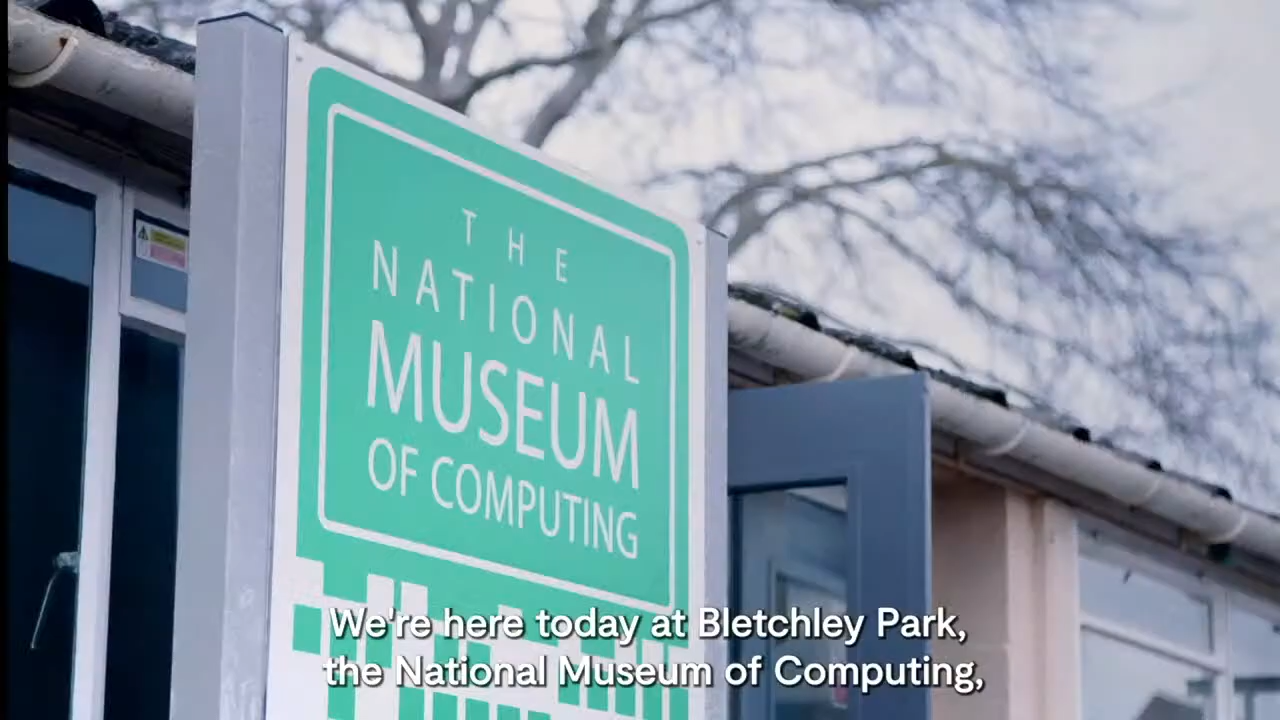 THE
NATIONAL
MUSEUM
OF COMPUTING
We're here today at Bletchley Park,
the National Museum of Computing,